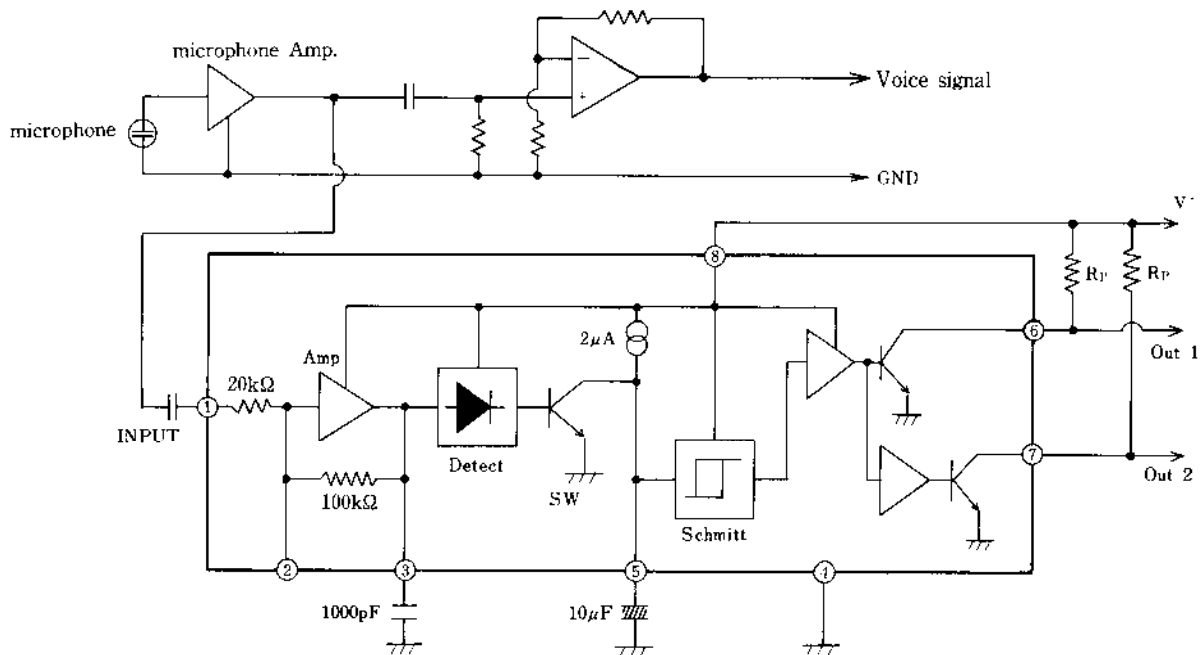 microphone Amp.
microphone
Voice signal
GND
V+
8
RP
RP
6
Out 1
2μA
Amp
20kΩ
1
INPUT
Detect
100kΩ
SW
Schmitt
7
Out 2
2
3
5
4
1000pF
10μF